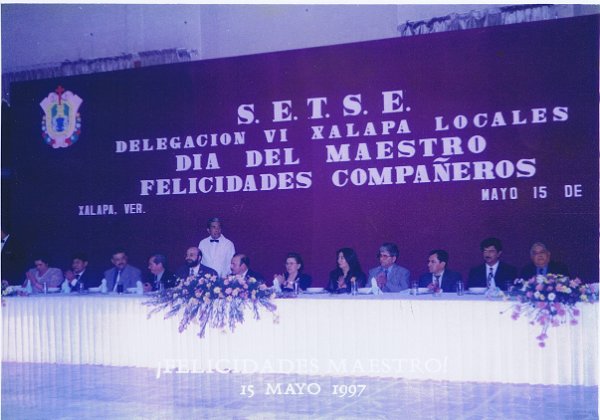 S. E. T. S. E.
DELEGACION VI XALAPA LOCALES
DIA DEL MAESTRO
FELICIDADES COMPAÑEROS
XALAPA, VER.
MAYO 15 DE
¡FELICIDADES MAESTRO!
15 MAYO 1997